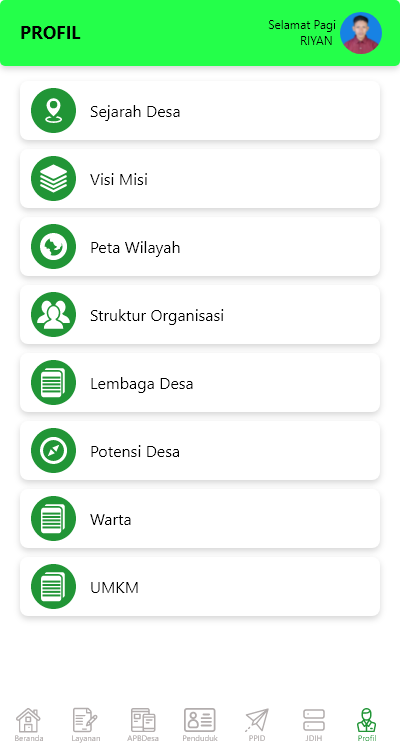 PROFIL
Selamat Pagi
RIYAN
Sejarah Desa
Visi Misi
Peta Wilayah
Struktur Organisasi
Lembaga Desa
Potensi Desa
Warta
UMKM
Beranda
Layanan
APBDesa
Penduduk
PPID
JDIH
Profil